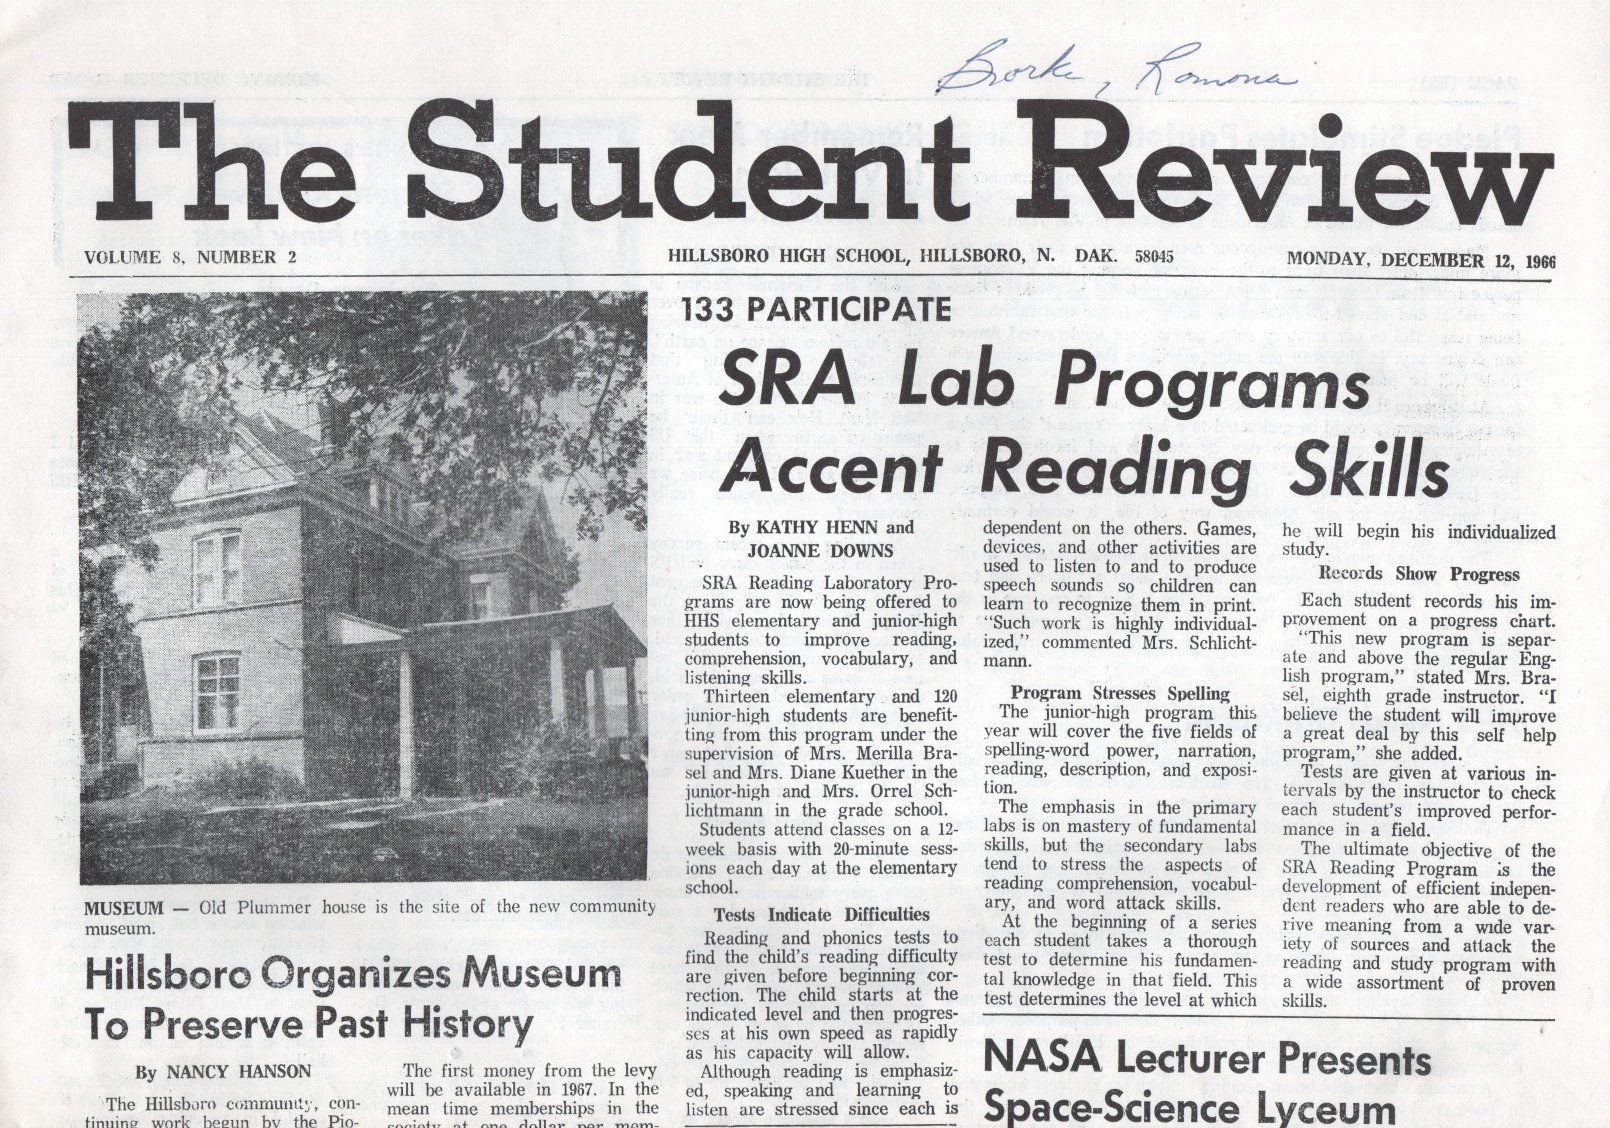 Brorke, Romona
The Student Review
VOLUME 8, NUMBER 2
HILLSBORO HIGH SCHOOL, HILLSBORO, N. DAK. 58045
MONDAY, DECEMBER 12, 1966
MUSEUM — Old Plummer house is the site of the new community
museum.
Hillsboro Organizes Museum
To Preserve Past History
By NANCY HANSON
The Hillsboro community, con-
tinuing work begun by the Pio-
The first money from the levy
will be available in 1967. In the
mean time memberships in the
society at one dollar per mem-
133 PARTICIPATE
SRA Lab Programs
Accent Reading Skills
By KATHY HENN and
JOANNE DOWNS
SRA Reading Laboratory Pro-
grams are now being offered to
HHS elementary and junior-high
students to improve reading,
comprehension, vocabulary, and
listening skills.
Thirteen elementary and 120
junior-high students are benefit-
ting from this program under the
supervision of Mrs. Merilla Bra-
sel and Mrs. Diane Kuether in the
junior-high and Mrs. Orrel Sch-
lichtmann in the grade school.
Students attend classes on a 12-
week basis with 20-minute sess-
ions each day at the elementary
school.
Tests Indicate Difficulties
Reading and phonics tests to
find the child's reading difficulty
are given before beginning cor-
rection. The child starts at the
indicated level and then progres-
ses at his own speed as rapidly
as his capacity will allow.
Although reading is emphasiz-
ed, speaking and learning to
listen are stressed since each is
dependent on the others. Games,
devices, and other activities are
used to listen to and to produce
speech sounds so children can
learn to recognize them in print.
"Such work is highly individual-
ized," commented Mrs. Schlicht-
mann.
Program Stresses Spelling
The junior-high program this
year will cover the five fields of
spelling-word power, narration,
reading, description, and exposi-
tion.
The emphasis in the primary
labs is on mastery of fundamental
skills, but the secondary labs
tend to stress the aspects of
reading comprehension, vocabul-
ary, and word attack skills.
At the beginning of a series
each student takes a thorough
test to determine his fundamen-
tal knowledge in that field. This
test determines the level at which
he will begin his individualized
study.
Records Show Progress
Each student records his im-
provement on a progress chart.
"This new program is separ-
ate and above the regular Eng-
lish program," stated Mrs. Bra-
sel, eighth grade instructor. "I
believe the student will improve
a great deal by this self help
program," she added.
Tests are given at various in-
tervals by the instructor to check
each student's improved perfor-
mance in a field.
The ultimate objective of the
SRA Reading Program is the
development of efficient indepen-
dent readers who are able to de-
rive meaning from a wide var-
iety of sources and attack the
reading and study program with
a wide assortment of proven
skills.
NASA Lecturer Presents
Space-Science Lyceum